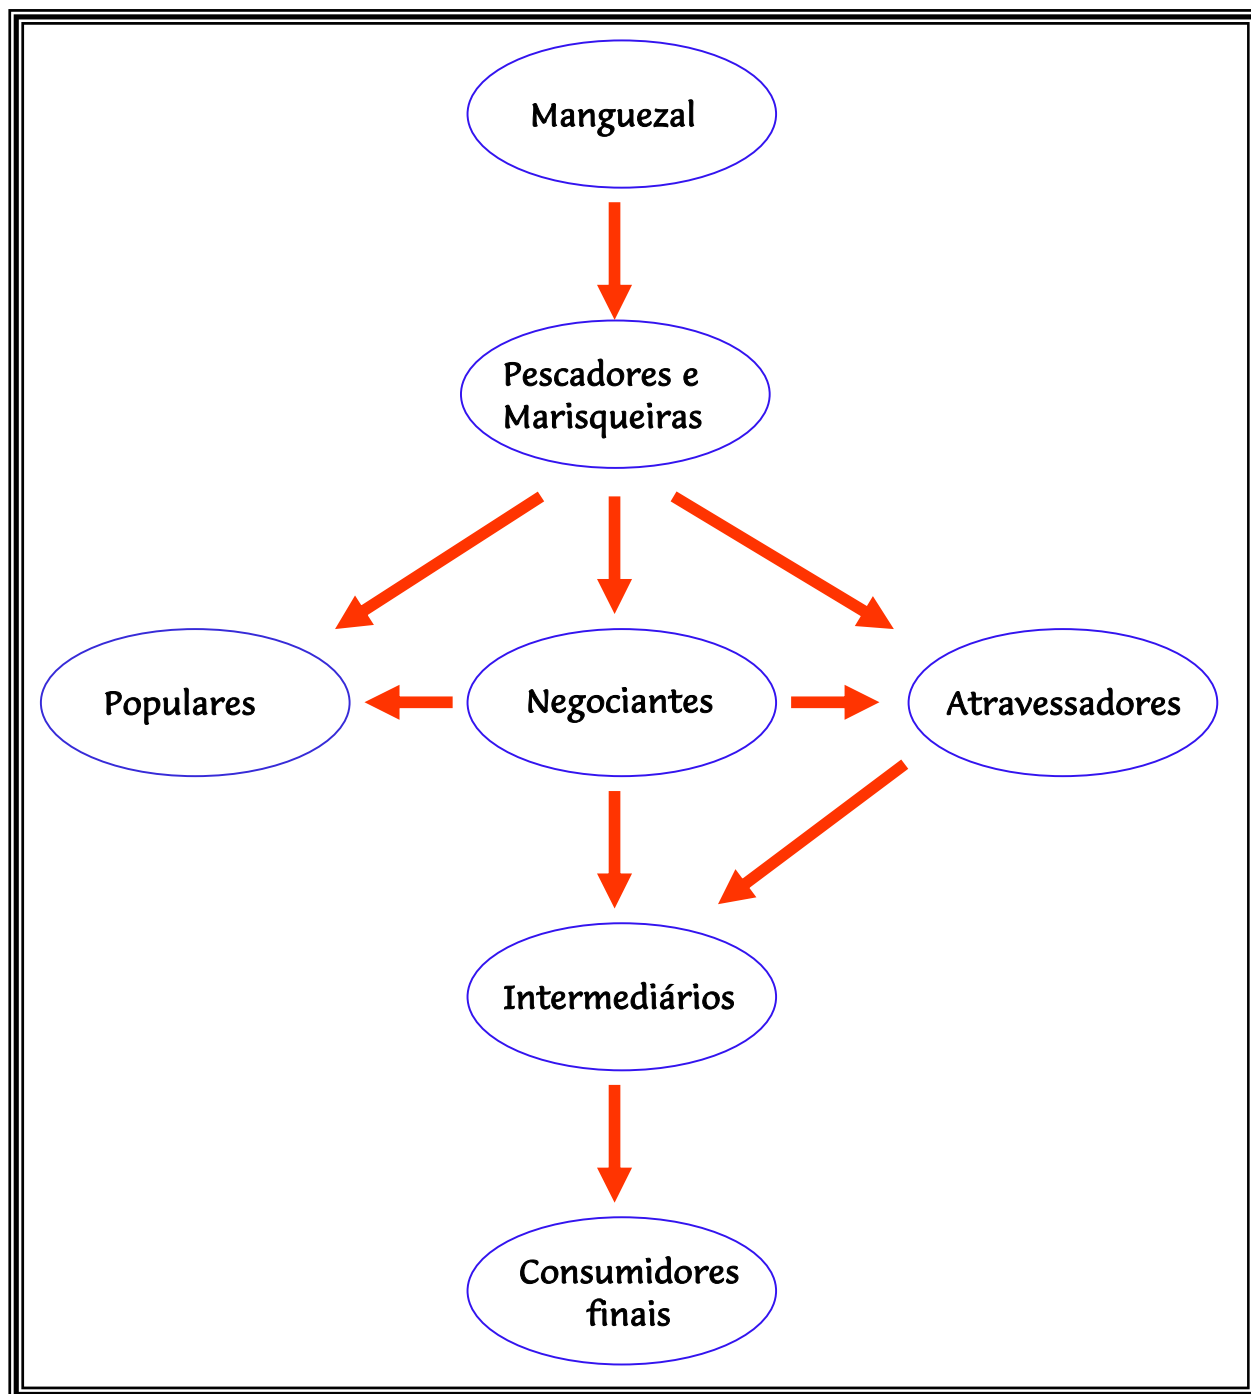 Manguezal
Pescadores e
Marisqueiras
Populares
Negociantes
Atravessadores
Intermediários
Consumidores
finais